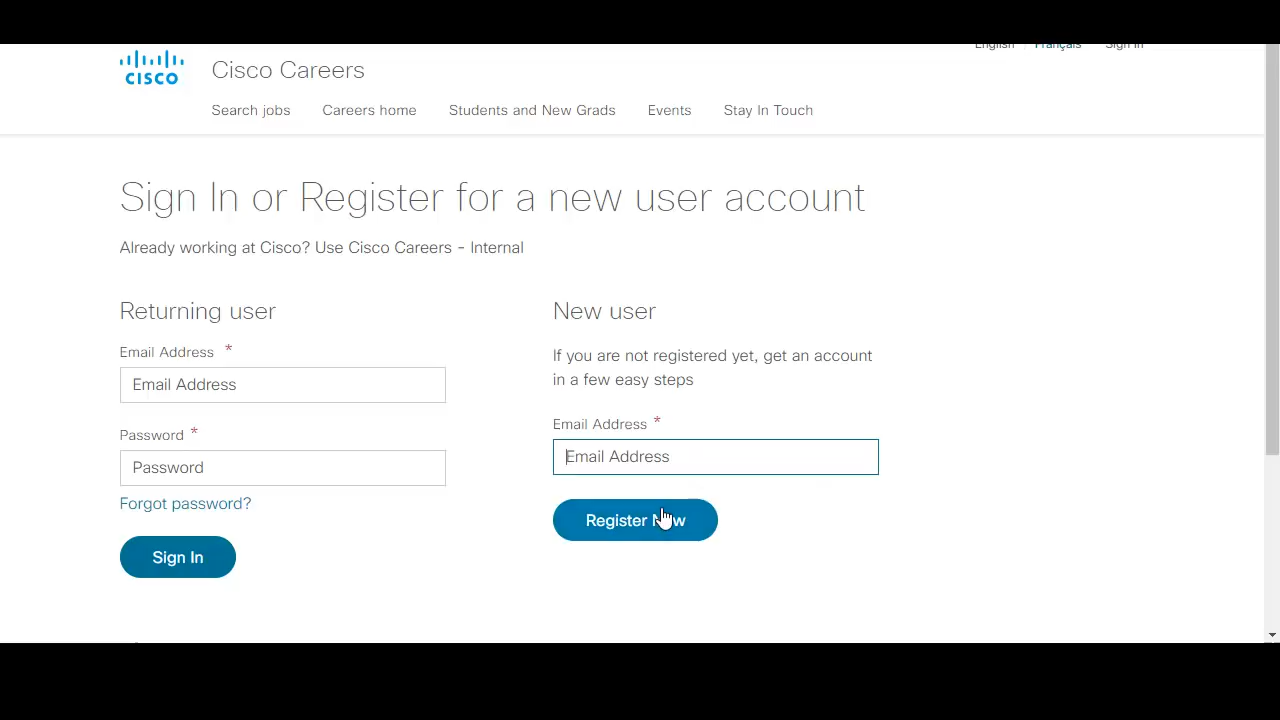 English Français Sign In
CISCO
Cisco Careers
Search jobs Careers home Students and New Grads Events Stay In Touch
Sign In or Register for a new user account
Already working at Cisco? Use Cisco Careers - Internal
Returning user
Email Address *
Email Address
Password *
Password
Forgot password?
Sign In
New user
If you are not registered yet, get an account
in a few easy steps
Email Address *
Email Address
Register Now